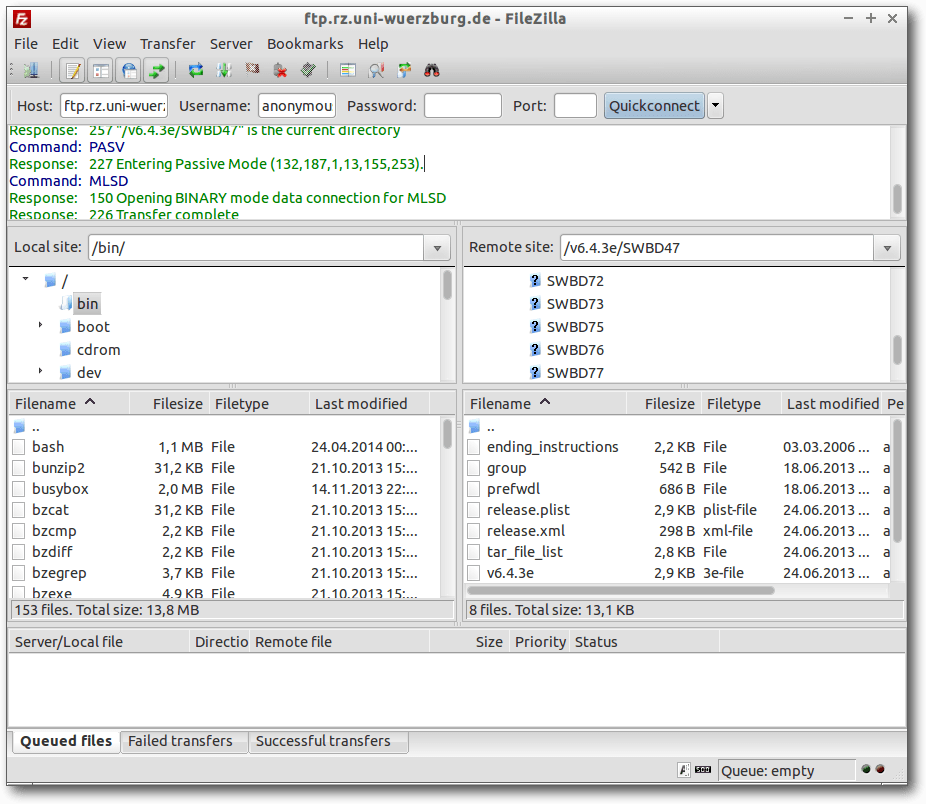 ftp.rz.uni-wuerzburg.de - FileZilla
File Edit View Transfer Server Bookmarks Help
Host: ftp.rz.uni-wuer: Username: anonymou Password: Port: Quickconnect
Response: 257 "/v6.4.3e/SWBD47" is the current directory
Command: PASV
Response: 227 Entering Passive Mode (132,187,1,13,155,253).
Command: MLSD
Response: 150 Opening BINARY mode data connection for MLSD
Response: 226 Transfer complete
Local site: /bin/
/
bin
boot
cdrom
dev
Remote site: /v6.4.3e/SWBD47
SWBD72
SWBD73
SWBD75
SWBD76
SWBD77
Filename Filesize Filetype Last modified
..
bash 1,1 MB File 24.04.2014 00:...
bunzip2 31,2 KB File 21.10.2013 15:...
busybox 2,0 MB File 14.11.2013 22:...
bzcat 31,2 KB File 21.10.2013 15:...
bzcmp 2,2 KB File 21.10.2013 15:...
bzdiff 2,2 KB File 21.10.2013 15:...
bzegrep 3,7 KB File 21.10.2013 15:...
bzexe 4,9 KB File 21.10.2013 15:...
153 files. Total size: 13,8 MB
Filename Filesize Filetype Last modified Pe
..
ending_instructions 2,2 KB File 03.03.2006 ... a
group 542 B File 18.06.2013 ... a
prefwdl 686 B File 18.06.2013 ... a
release.plist 2,9 KB plist-file 24.06.2013 ... a
release.xml 298 B xml-file 24.06.2013 ... a
tar_file_list 2,8 KB File 24.06.2013 ... a
v6.4.3e 2,9 KB 3e-file 24.06.2013 ... a
8 files. Total size: 13,1 KB
Server/Local file Directio Remote file Size Priority Status
Queued files Failed transfers Successful transfers
Queue: empty